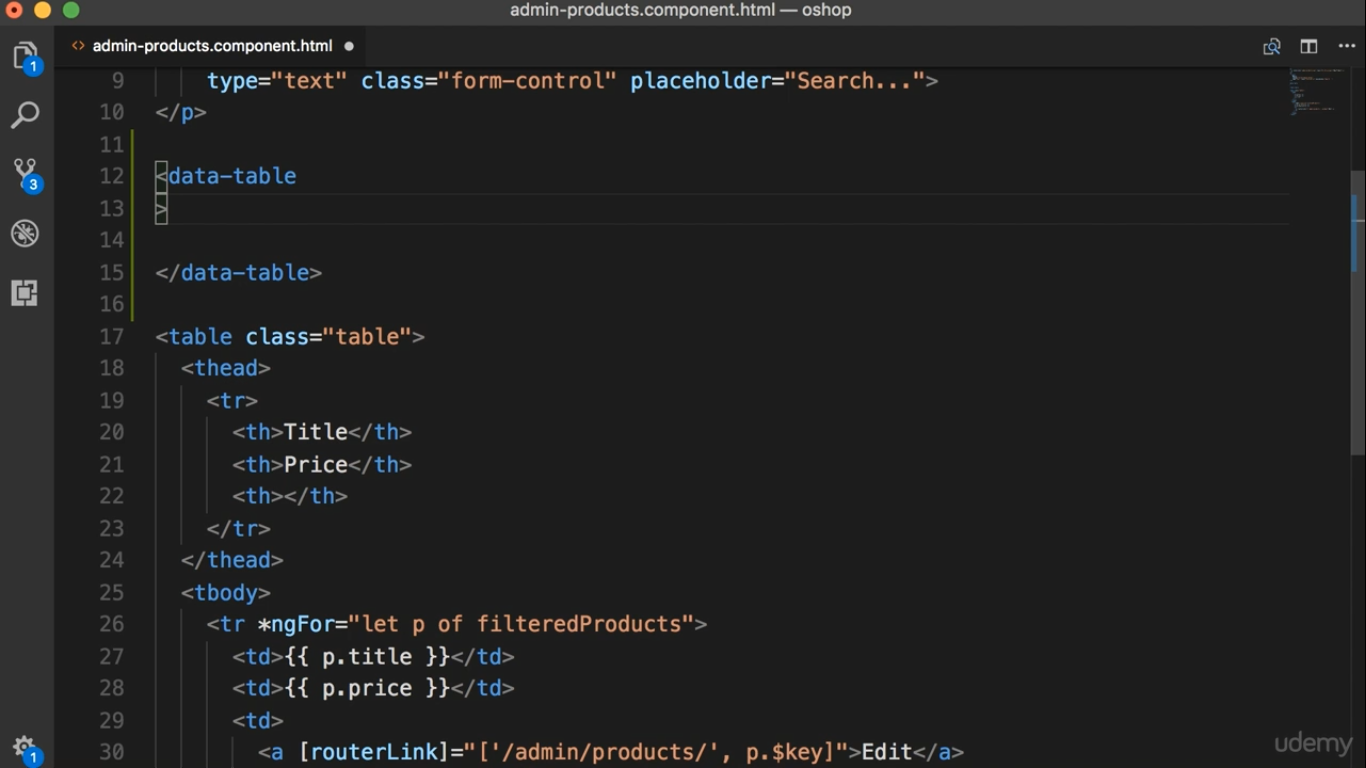 admin-products.component.html — oshop
<> admin-products.component.html ●
1
3
1
9 type="text" class="form-control" placeholder="Search...">
10 </p>
11
12 <data-table
13 >
14
15 </data-table>
16
17 <table class="table">
18 <thead>
19 <tr>
20 <th>Title</th>
21 <th>Price</th>
22 <th></th>
23 </tr>
24 </thead>
25 <tbody>
26 <tr *ngFor="let p of filteredProducts">
27 <td>{{ p.title }}</td>
28 <td>{{ p.price }}</td>
29 <td>
30 <a [routerLink]="['/admin/products/', p.$key]">Edit</a>
udemy